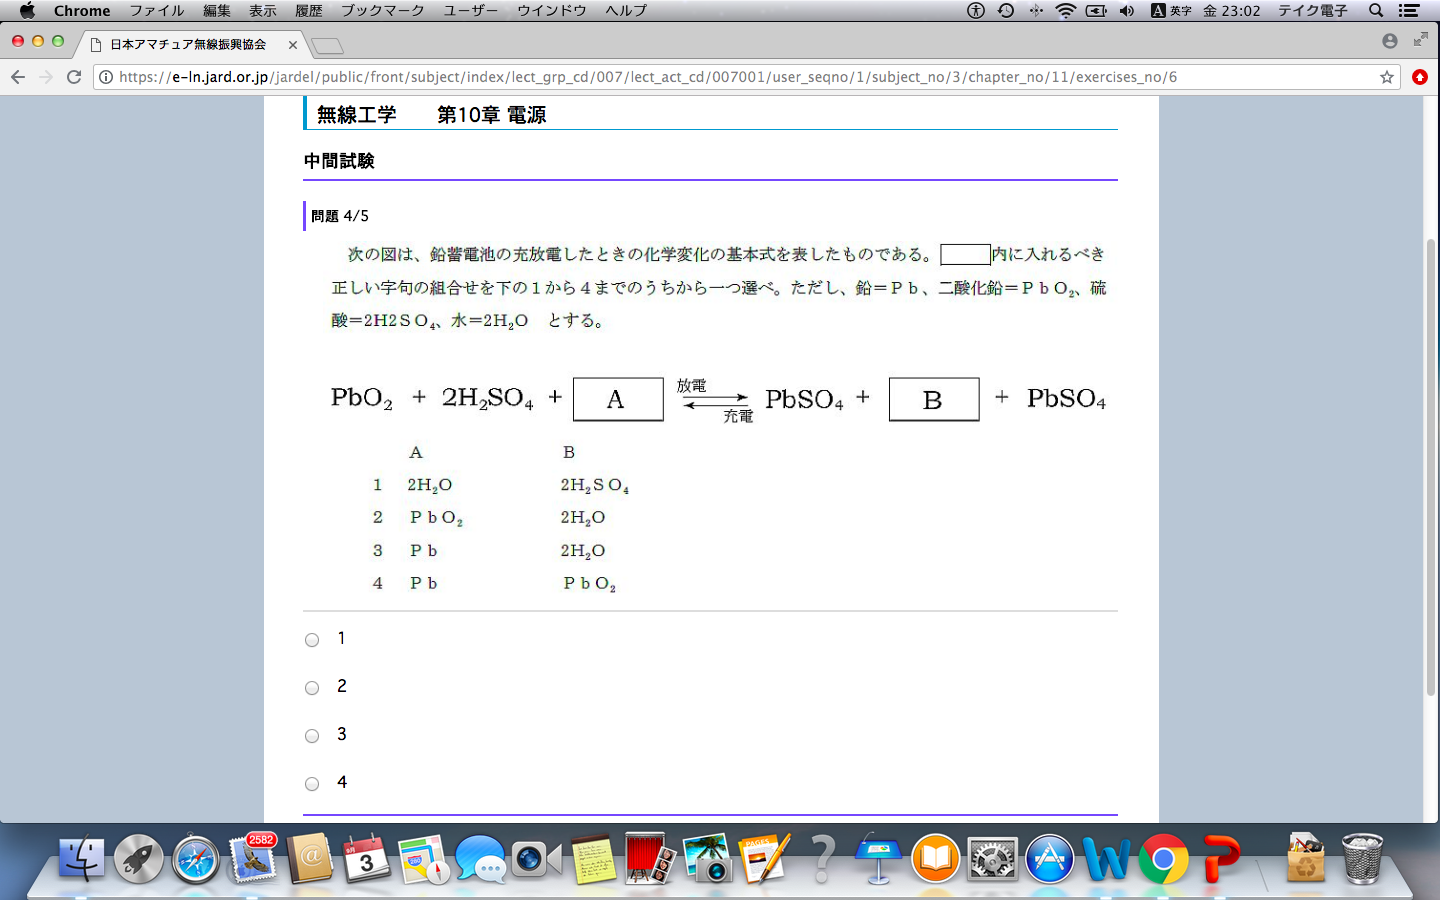 Chrome ファイル 編集 表示 履歴 ブックマーク ユーザー ウインドウ ヘルプ A 英字 金 23:02 テイク電子
日本アマチュア無線振興協会
https://e-ln.jard.or.jp/jardel/public/front/subject/index/lect_grp_cd/007/lect_act_cd/007001/user_seqno/1/subject_no/3/chapter_no/11/exercises_no/6
無線工学 第10章 電源
中間試験
問題 4/5
次の図は、鉛蓄電池の充放電したときの化学変化の基本式を表したものである。 内に入れるべき
正しい字句の組合せを下の１から４までのうちから一つ選べ。ただし、鉛＝Ｐｂ、二酸化鉛＝ＰｂＯ₂、硫
酸＝2H2ＳＯ₄、水＝2H₂O とする。
PbO₂ + 2H₂SO₄ + A 放電 充電 PbSO₄ + B + PbSO₄
A B
1 2H₂O 2H₂ＳＯ₄
2 ＰｂＯ₂ 2H₂O
3 Ｐｂ 2H₂O
4 Ｐｂ ＰｂＯ₂
1
2
3
4
2582
3
280
PAGES